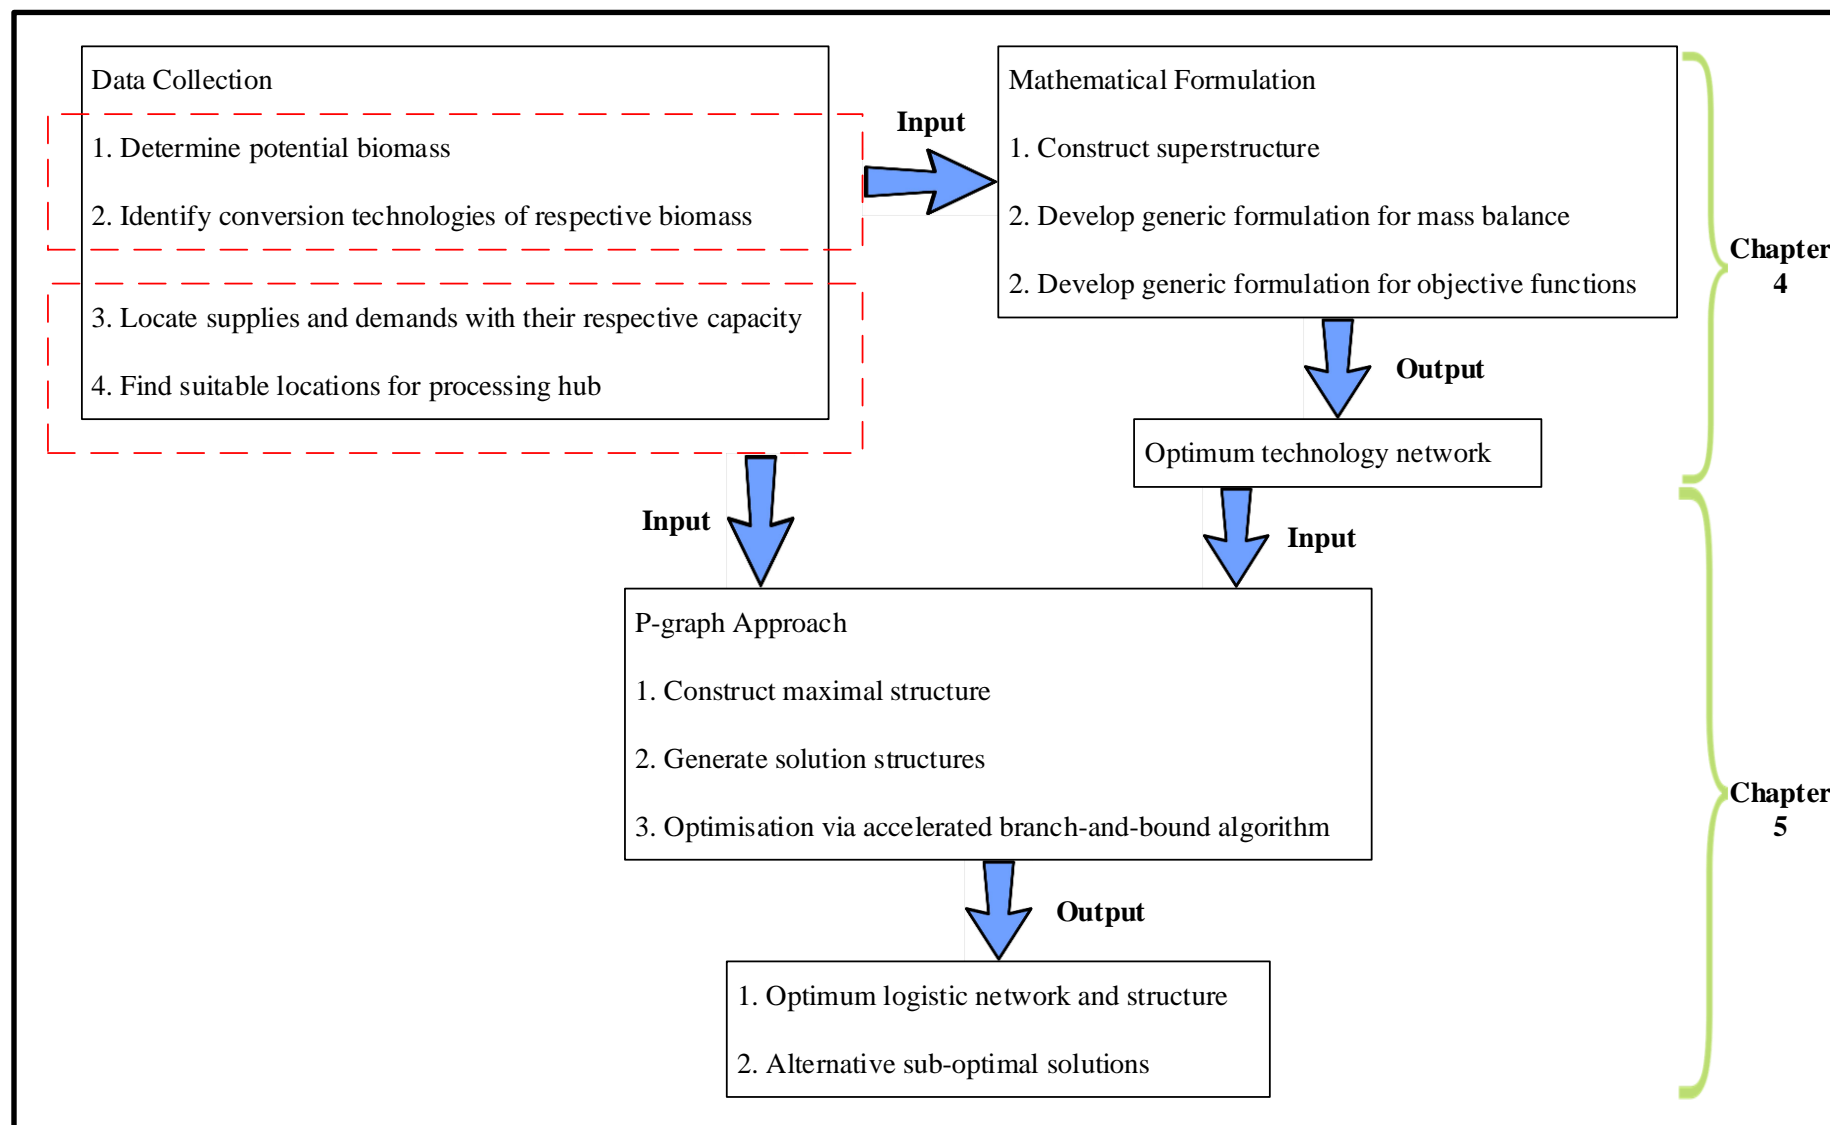 Data Collection
1. Determine potential biomass
2. Identify conversion technologies of respective biomass
3. Locate supplies and demands with their respective capacity
4. Find suitable locations for processing hub
Input
Mathematical Formulation
1. Construct superstructure
2. Develop generic formulation for mass balance
2. Develop generic formulation for objective functions
Chapter
4
Output
Optimum technology network
Input
Input
P-graph Approach
1. Construct maximal structure
2. Generate solution structures
3. Optimisation via accelerated branch-and-bound algorithm
Chapter
5
Output
1. Optimum logistic network and structure
2. Alternative sub-optimal solutions